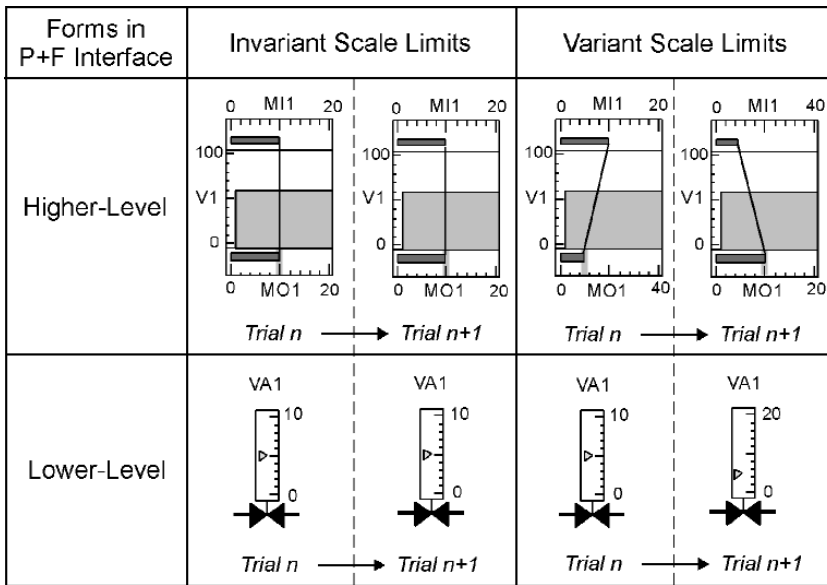 Forms in
P+F Interface
Invariant Scale Limits
Variant Scale Limits
Higher-Level
0 MI1 20
100
V1
0
0 MO1 20
0 MI1 20
100
V1
0
0 MO1 20
Trial n → Trial n+1
0 MI1 20
100
V1
0
0 MO1 40
0 MI1 40
100
V1
0
0 MO1 20
Trial n → Trial n+1
Lower-Level
VA1
10
0
VA1
10
0
Trial n → Trial n+1
VA1
10
0
VA1
20
0
Trial n → Trial n+1